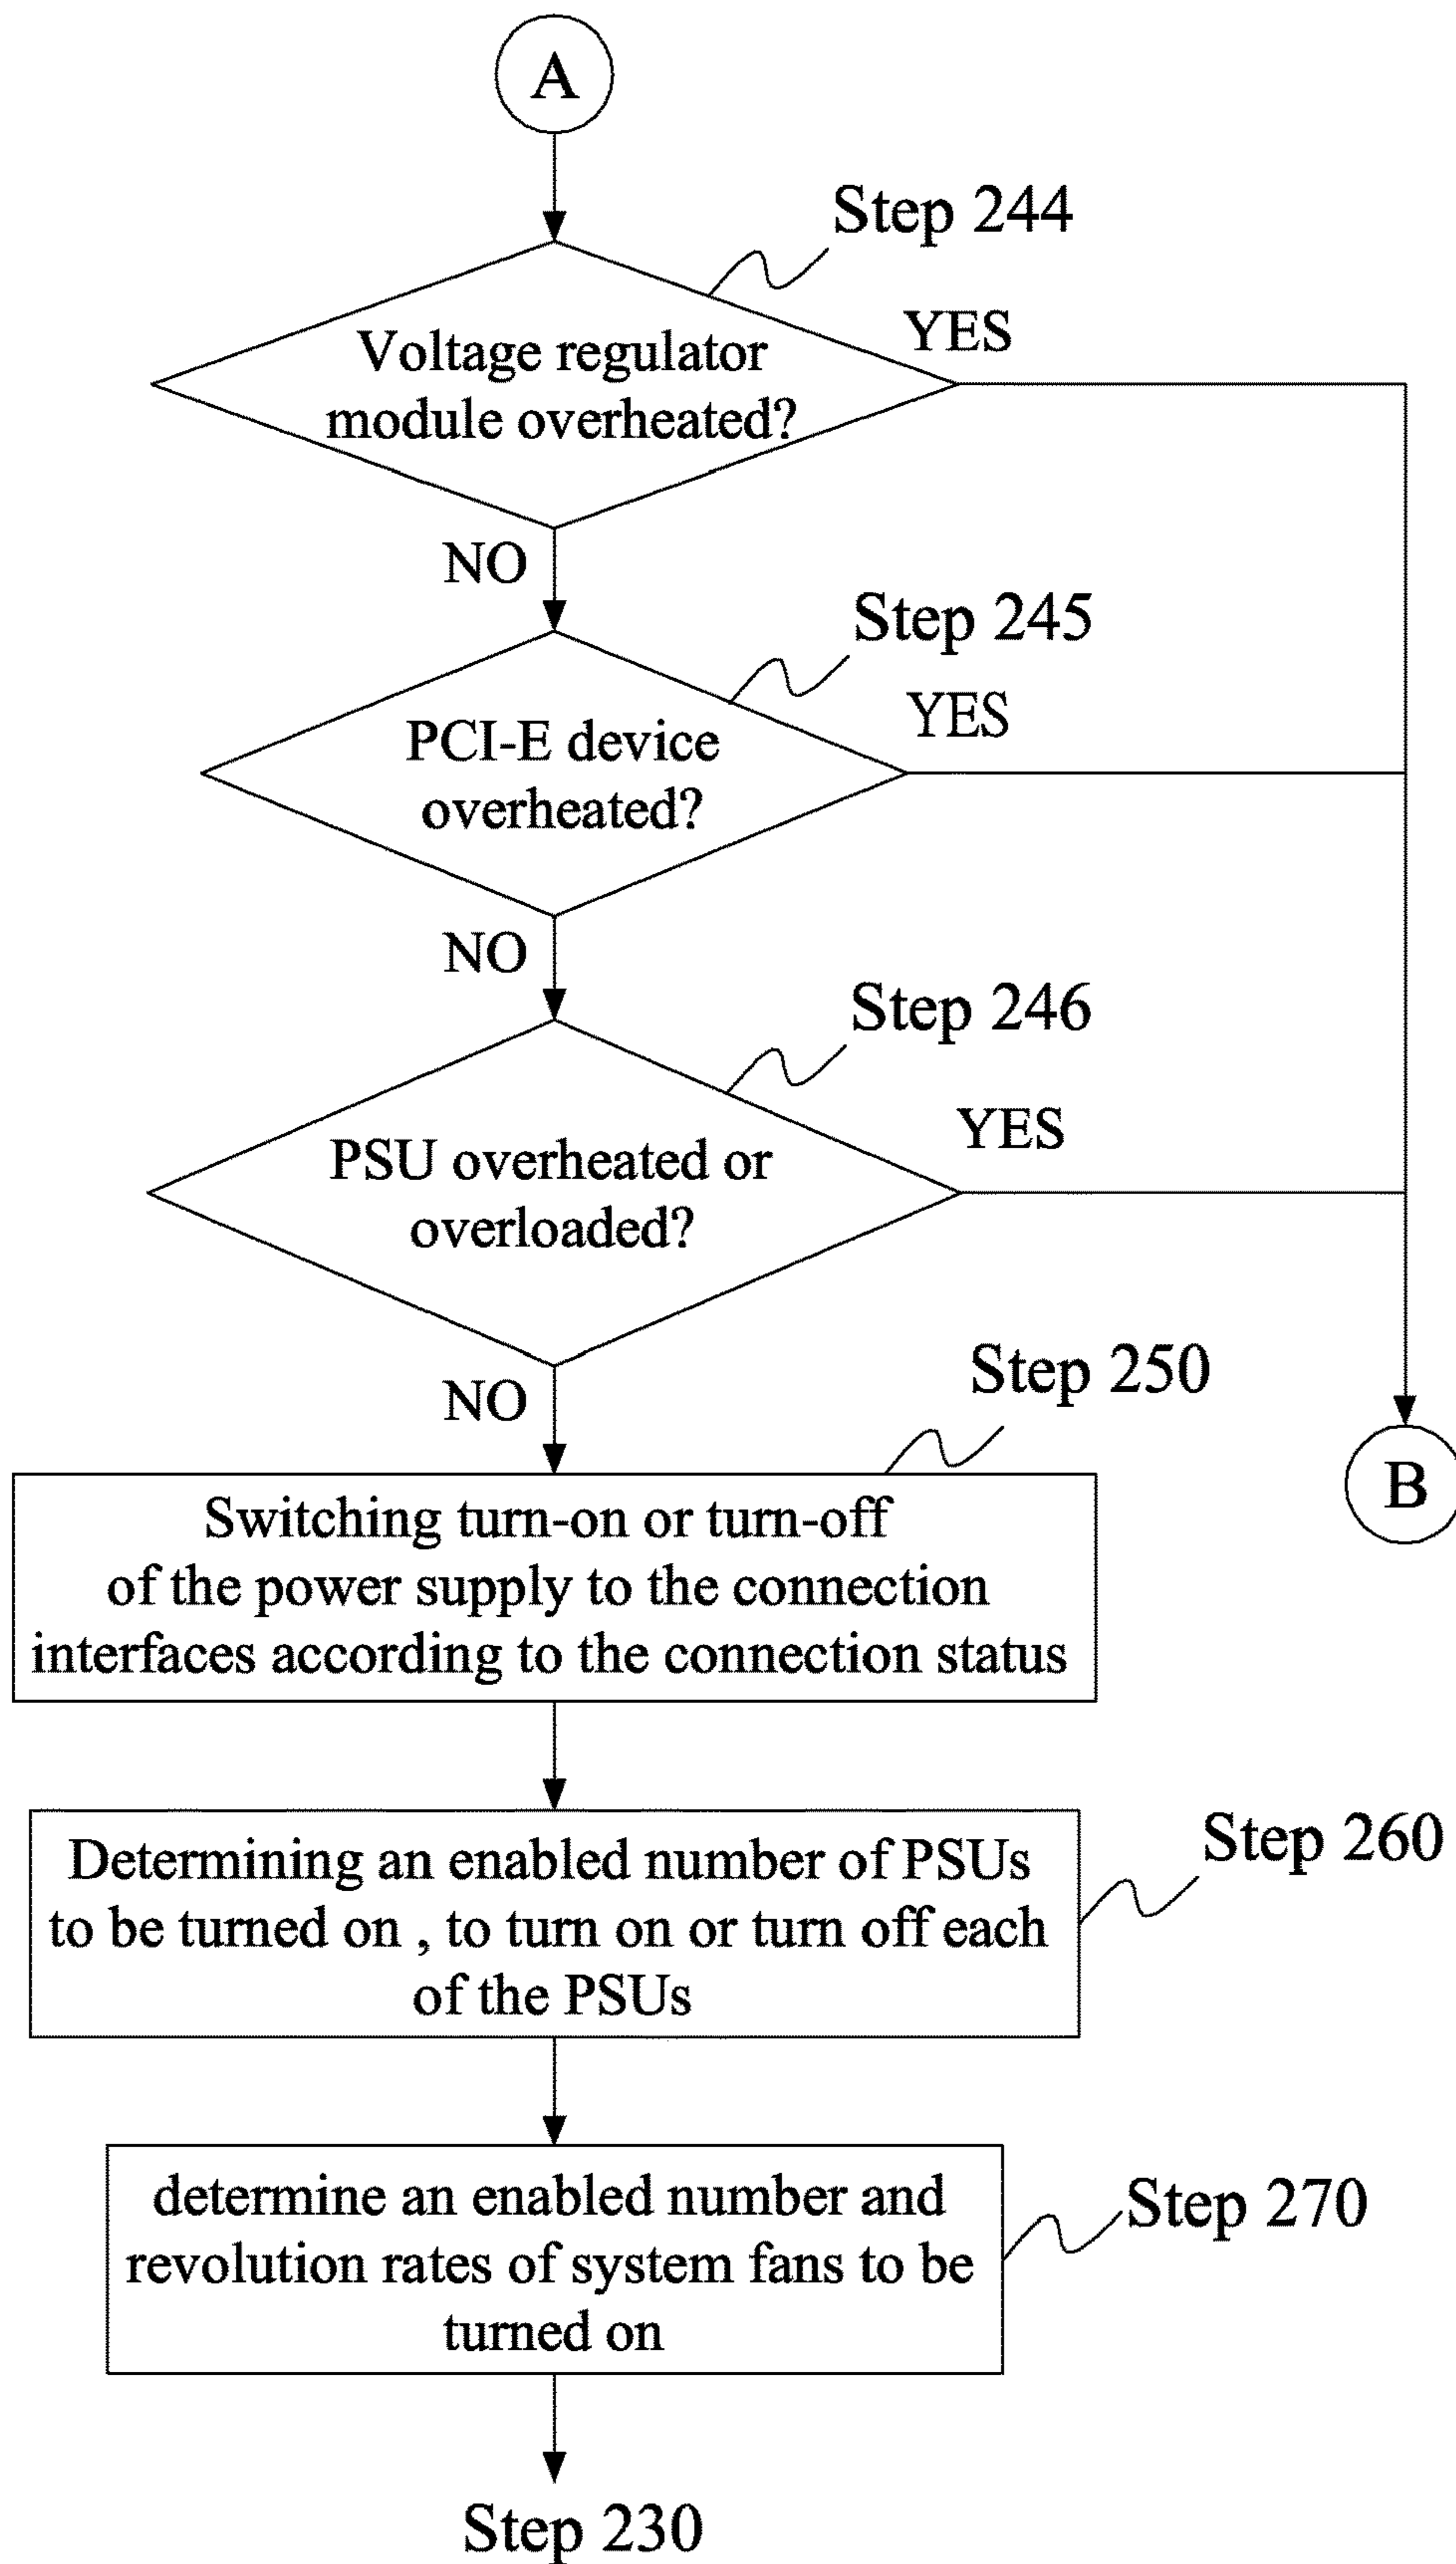 A
Step 244
Voltage regulator
module overheated?
YES
NO
Step 245
PCI-E device
overheated?
YES
NO
Step 246
PSU overheated or
overloaded?
YES
NO
Step 250
B
Switching turn-on or turn-off
of the power supply to the connection
interfaces according to the connection status
Step 260
Determining an enabled number of PSUs
to be turned on , to turn on or turn off each
of the PSUs
Step 270
determine an enabled number and
revolution rates of system fans to be
turned on
Step 230